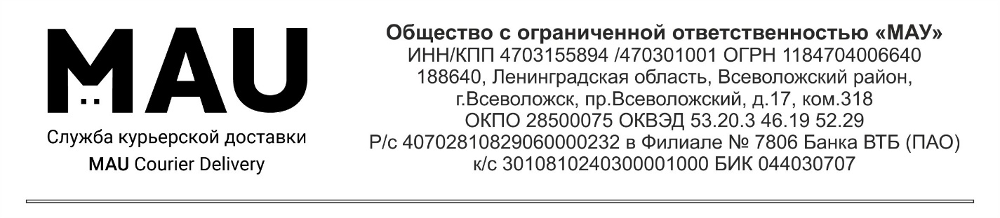 MAU
Служба курьерской доставки
MAU Courier Delivery
Общество с ограниченной ответственностью «МАУ»
ИНН/КПП 4703155894 /470301001 ОГРН 1184704006640
188640, Ленинградская область, Всеволожский район,
г.Всеволожск, пр.Всеволожский, д.17, ком.318
ОКПО 28500075 ОКВЭД 53.20.3 46.19 52.29
Р/с 40702810829060000232 в Филиале № 7806 Банка ВТБ (ПАО)
к/с 3010810240300001000 БИК 044030707